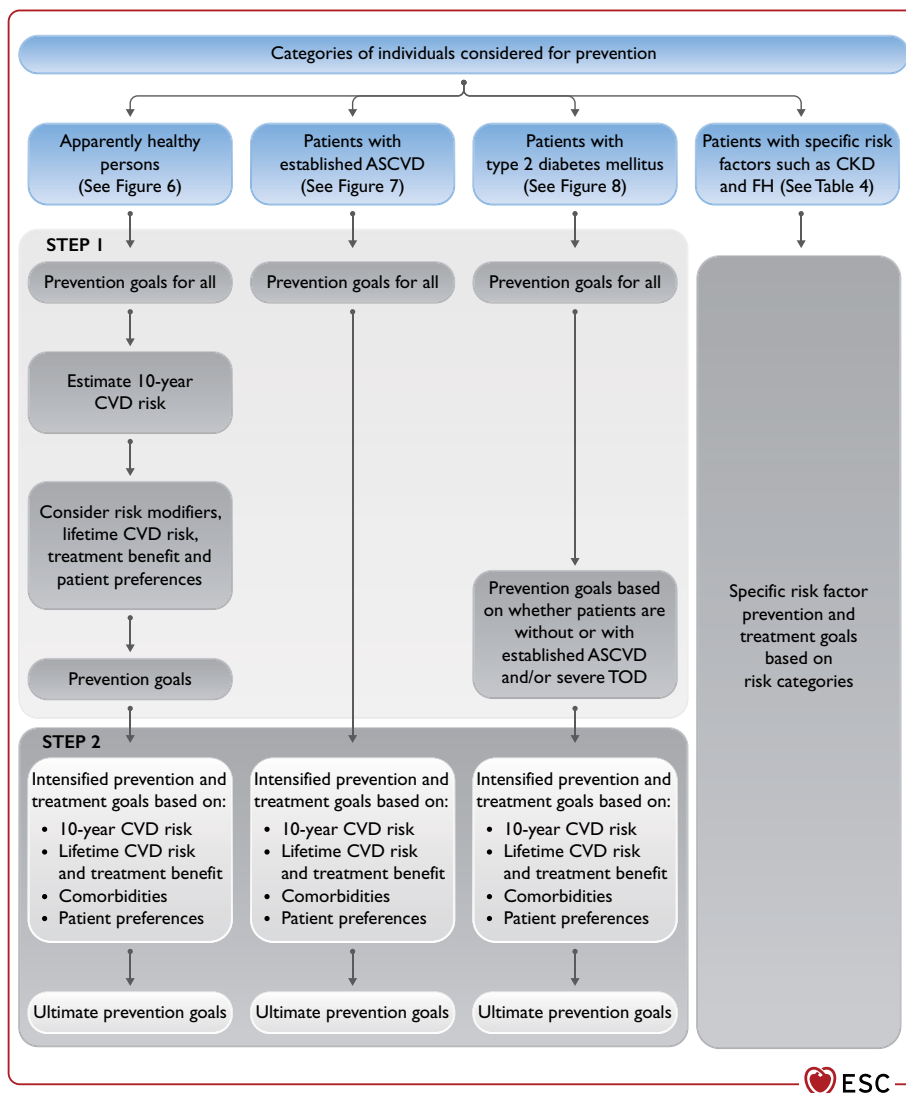 Categories of individuals considered for prevention
Apparently healthy
persons
(See Figure 6)
Patients with
established ASCVD
(See Figure 7)
Patients with
type 2 diabetes mellitus
(See Figure 8)
Patients with specific risk
factors such as CKD
and FH (See Table 4)
STEP 1
Prevention goals for all
Prevention goals for all
Prevention goals for all
Estimate 10-year
CVD risk
Consider risk modifiers,
lifetime CVD risk,
treatment benefit and
patient preferences
Prevention goals
Prevention goals based
on whether patients are
without or with
established ASCVD
and/or severe TOD
Specific risk factor
prevention and
treatment goals
based on
risk categories
STEP 2
Intensified prevention and
treatment goals based on:
• 10-year CVD risk
• Lifetime CVD risk
and treatment benefit
• Comorbidities
• Patient preferences
Intensified prevention and
treatment goals based on:
• 10-year CVD risk
• Lifetime CVD risk
and treatment benefit
• Comorbidities
• Patient preferences
Intensified prevention and
treatment goals based on:
• 10-year CVD risk
• Lifetime CVD risk
and treatment benefit
• Comorbidities
• Patient preferences
Ultimate prevention goals
Ultimate prevention goals
Ultimate prevention goals
ESC